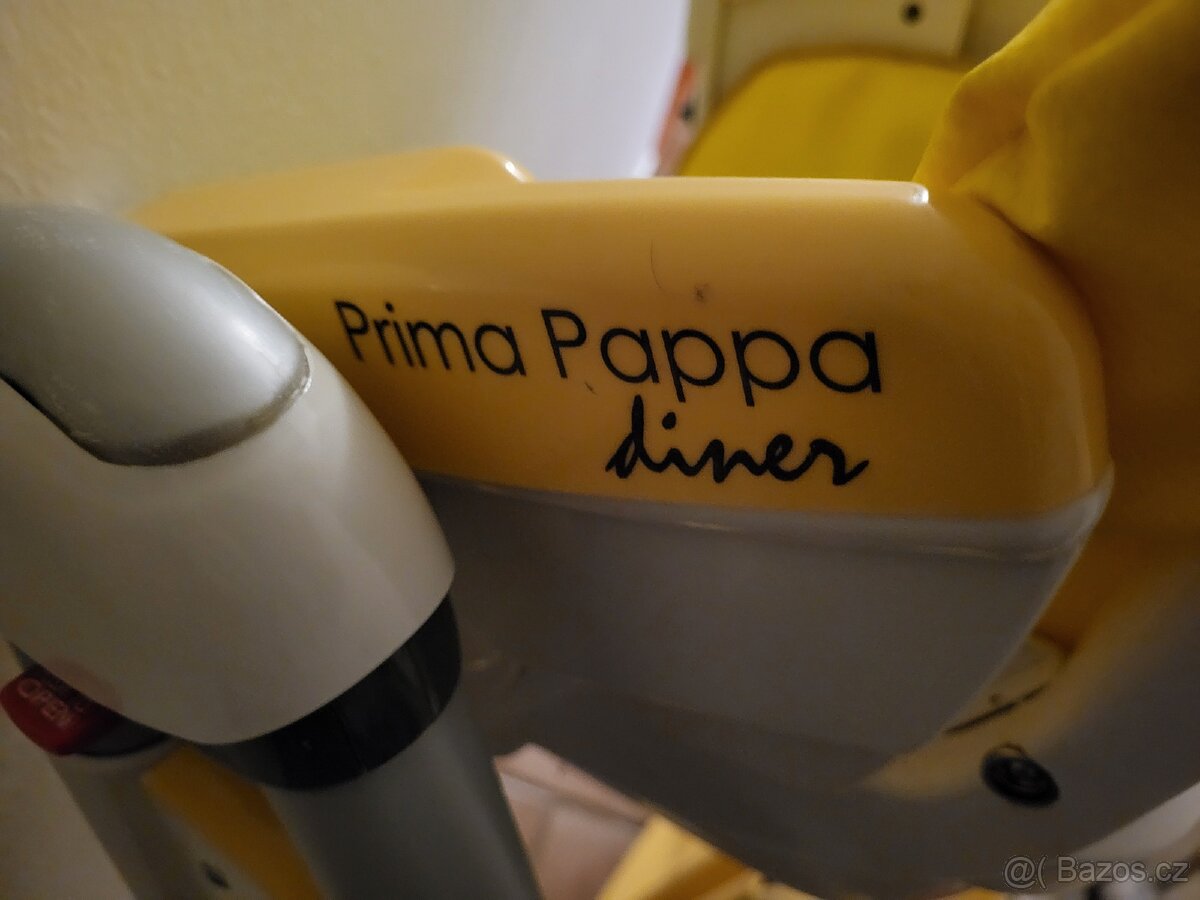 Prima Pappa
diner
OPEN
@( Bazos.cz